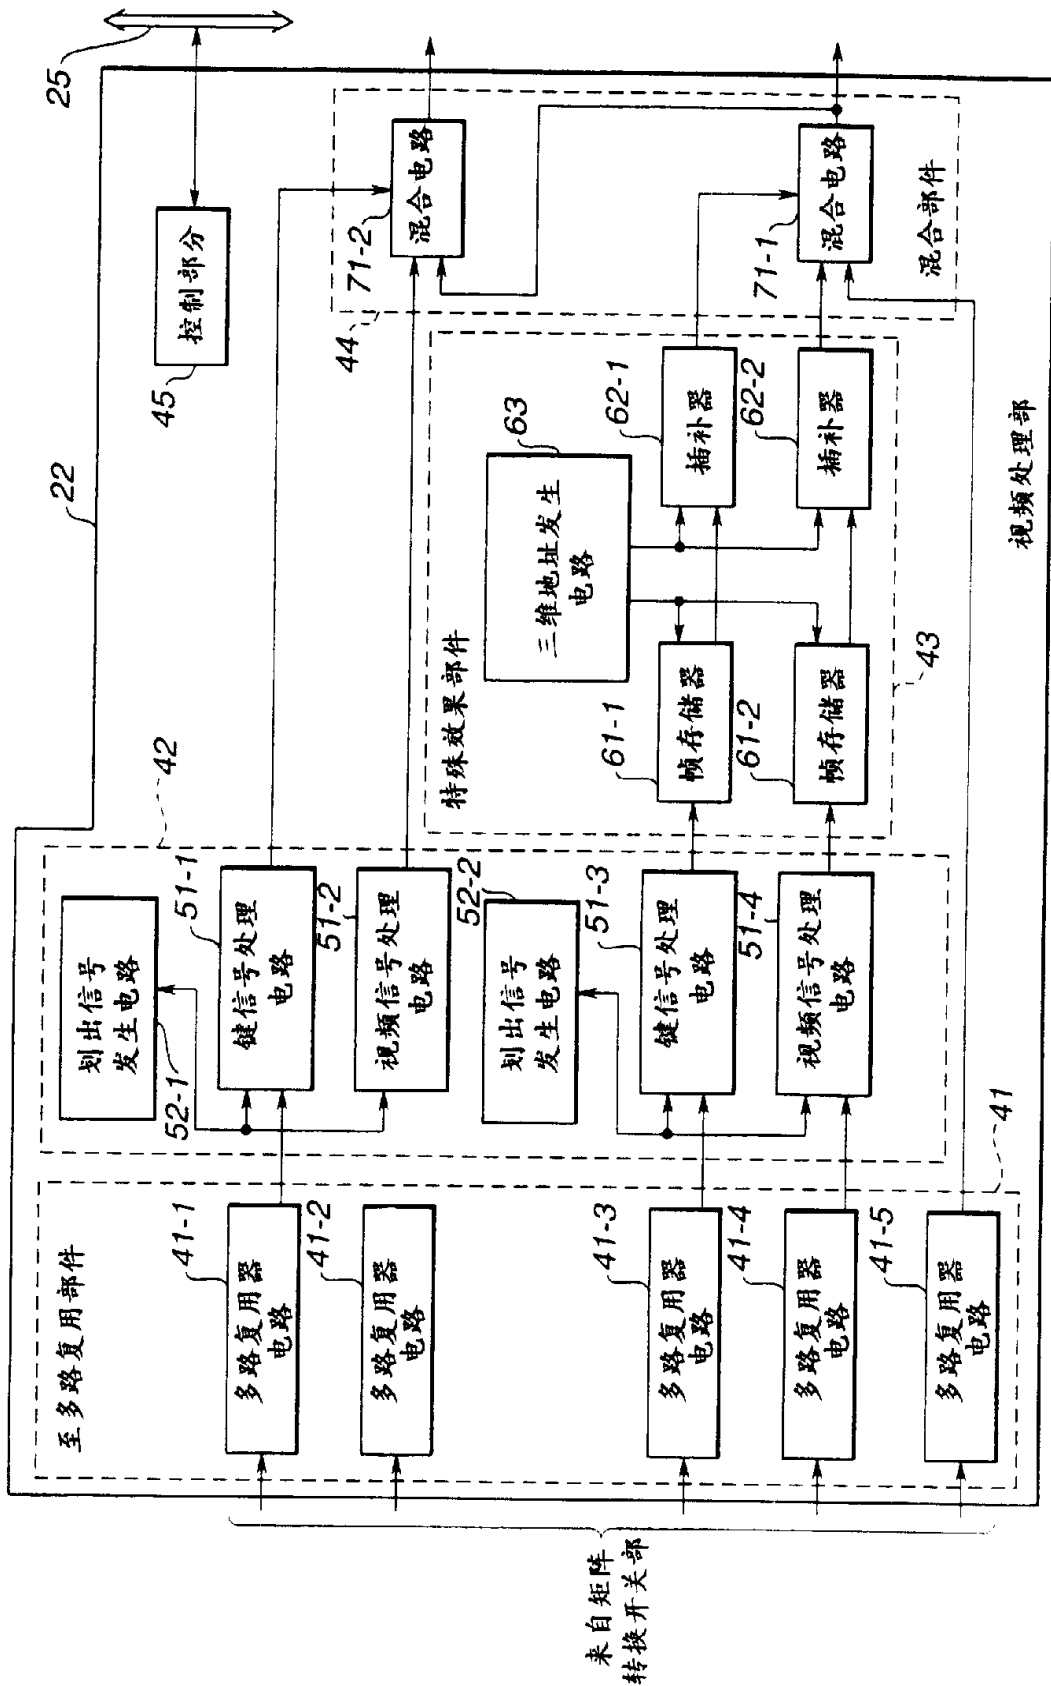 25
22
45
控制部分
42
44
71-2
混合电路
71-1
混合电路
混合部件
52-1
划出信号
发生电路
51-1
键信号处理
电路
51-2
视频信号处理
电路
52-2
划出信号
发生电路
51-3
键信号处理
电路
51-4
视频信号处理
电路
特殊效果部件
63
三维地址发生
电路
61-1
帧存储器
61-2
帧存储器
62-1
插补器
62-2
插补器
43
视频处理部
至多路复用部件
41-1
多路复用器
电路
41-2
多路复用器
电路
41-3
多路复用器
电路
41-4
多路复用器
电路
41-5
多路复用器
电路
41
来自矩阵
转换开关部